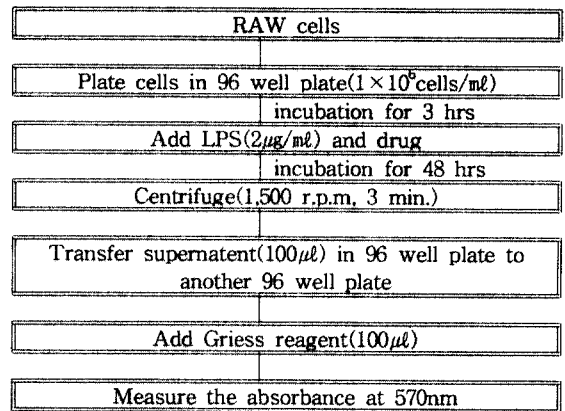 RAW cells
Plate cells in 96 well plate(1×10⁶cells/㎖)
incubation for 3 hrs
Add LPS(2㎍/㎖) and drug
incubation for 48 hrs
Centrifuge(1,500 r.p.m, 3 min.)
Transfer supernatent(100㎕) in 96 well plate to
another 96 well plate
Add Griess reagent(100㎕)
Measure the absorbance at 570nm